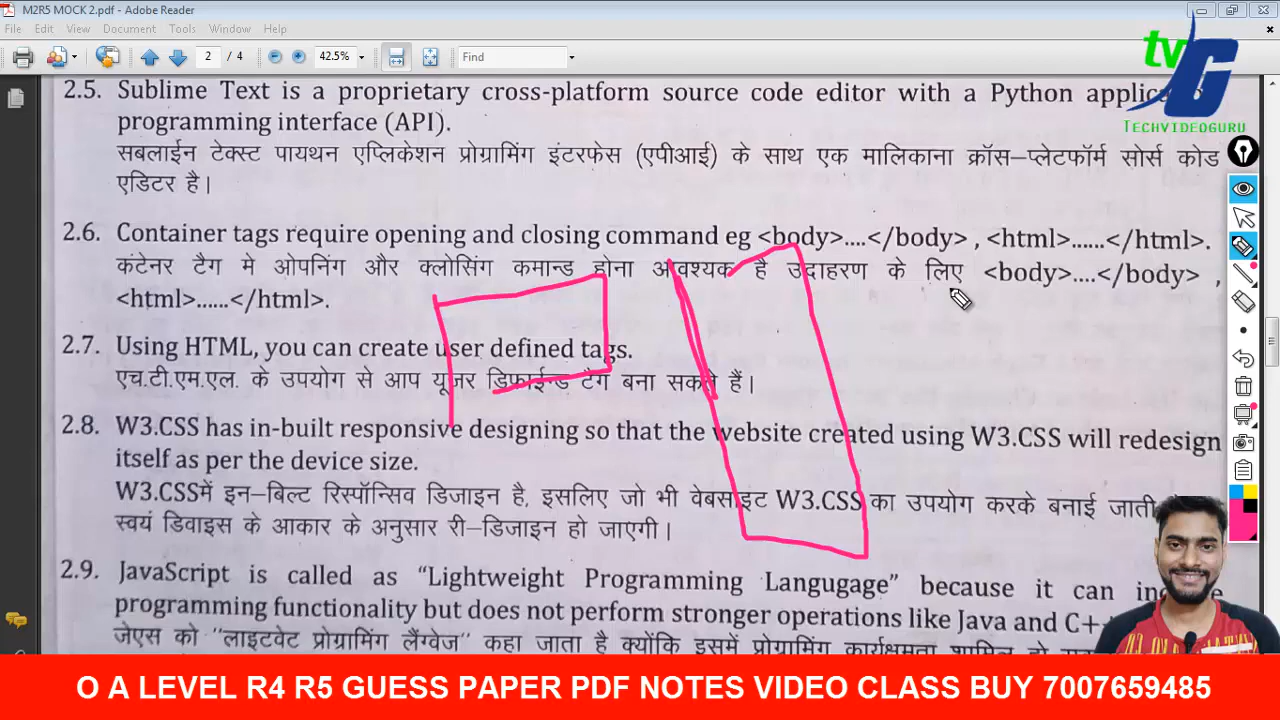 M2R5 MOCK 2.pdf - Adobe Reader
File Edit View Document Tools Window Help
2 / 4 42.5% Find
tv G
TECHVIDEOGURU
2.5. Sublime Text is a proprietary cross-platform source code editor with a Python
programming interface (API).
सबलाईन टेक्स्ट पायथन एप्लिकेशन प्रोग्रामिंग इंटरफेस (एपीआई) के साथ एक मालिकाना क्रॉस–प्लेटफॉर्म सोर्स कोड
एडिटर है।
2.6. Container tags require opening and closing command eg <body>....</body> , <html>......</html>.
कंटेनर टैग मे ओपनिंग और क्लोसिंग कमान्ड होना आवश्यक है उदाहरण के लिए <body>....</body> ,
<html>......</html>.
2.7. Using HTML, you can create user defined tags.
एच.टी.एम.एल. के उपयोग से आप यूजर डिफाईन्ड टैग बना सकते हैं।
2.8. W3.CSS has in-built responsive designing so that the website created using W3.CSS will redesign
itself as per the device size.
W3.CSSमें इन–बिल्ट रिस्पॉन्सिव डिजाइन है, इसलिए जो भी वेबसाइट W3.CSS का उपयोग करके बनाई जाती
स्वयं डिवाइस के आकार के अनुसार री–डिजाइन हो जाएगी।
2.9. JavaScript is called as “Lightweight Programming Langugage” because it can
programming functionality but does not perform stronger operations like Java and C+
जेएस को "लाइटवेट प्रोग्रामिंग लैंग्वेज" कहा जाता है क्योंकि इसमें प्रोग्रामिंग कार्यक्षमता शामिल हो
O A LEVEL R4 R5 GUESS PAPER PDF NOTES VIDEO CLASS BUY 7007659485